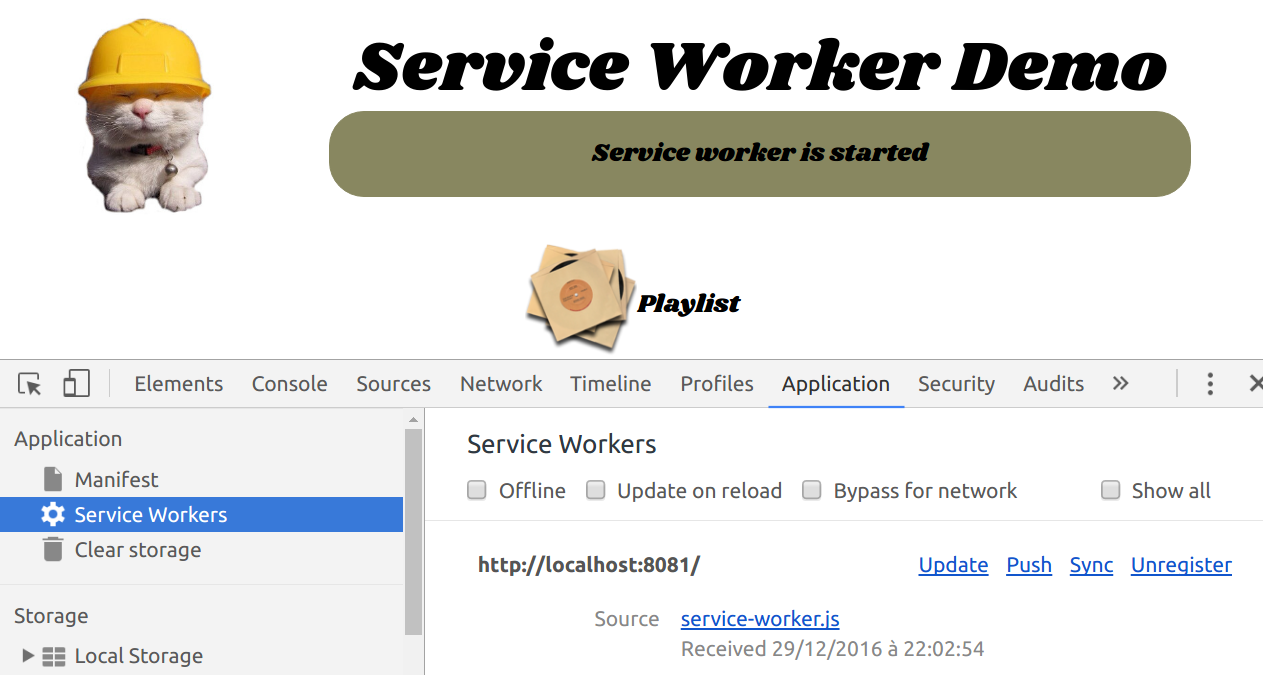 Service Worker Demo
Service worker is started
Playlist
Elements Console Sources Network Timeline Profiles Application Security Audits »
Application
Manifest
Service Workers
Clear storage
Storage
Local Storage
Service Workers
Offline Update on reload Bypass for network Show all
http://localhost:8081/ Update Push Sync Unregister
Source service-worker.js
Received 29/12/2016 à 22:02:54